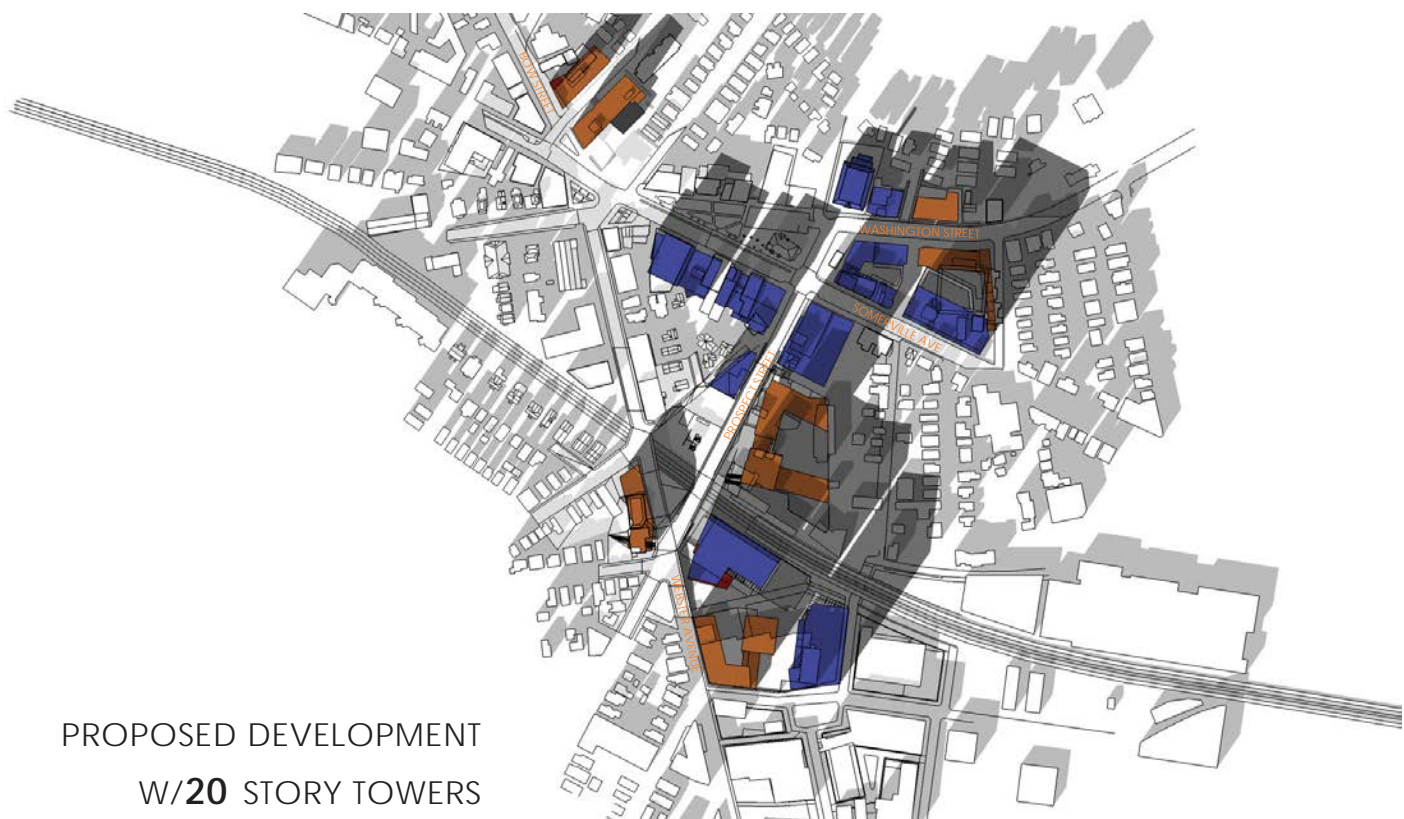 BOW STREET
WASHINGTON STREET
SOMERVILLE AVE
PROSPECT STREET
WEBSTER AVENUE
PROPOSED DEVELOPMENT
W/20 STORY TOWERS